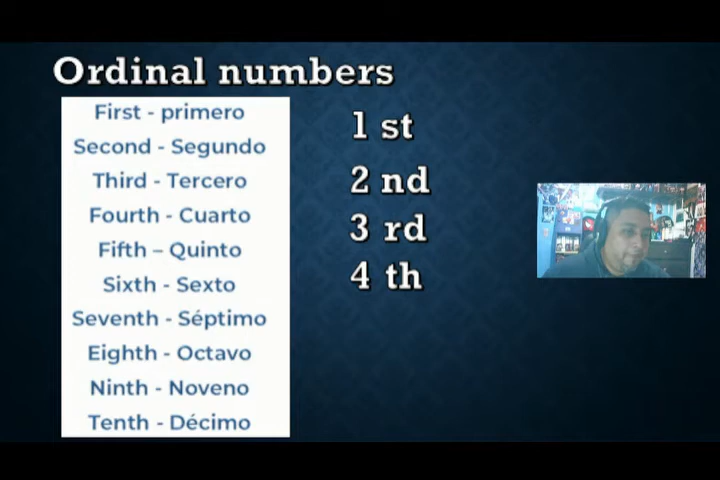 Ordinal numbers
First - primero
Second - Segundo
Third - Tercero
Fourth - Cuarto
Fifth – Quinto
Sixth - Sexto
Seventh - Séptimo
Eighth - Octavo
Ninth - Noveno
Tenth - Décimo
1 st
2 nd
3 rd
4 th